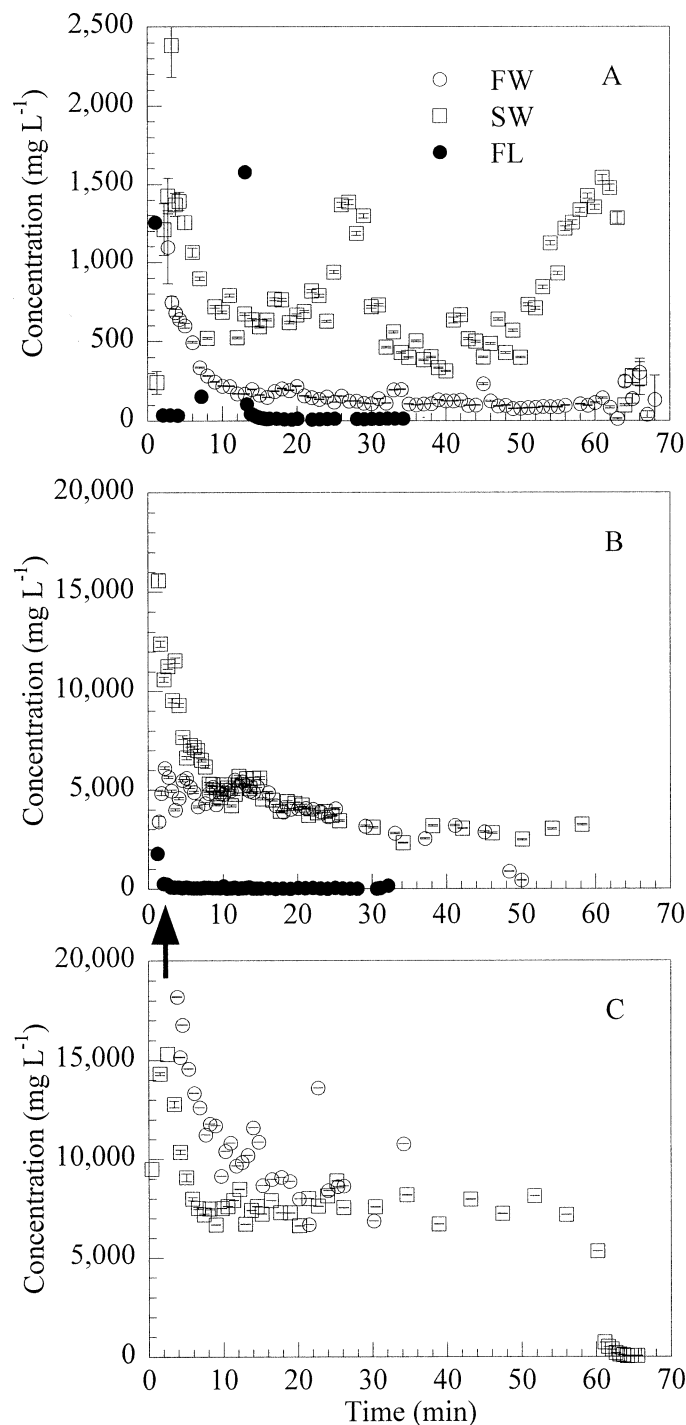 2,500
2,000
1,500
1,000
500
0
Concentration (mg L-1)
A
FW
SW
FL
0 10 20 30 40 50 60 70
20,000
15,000
10,000
5,000
0
Concentration (mg L-1)
B
0 10 20 30 40 50 60 70
20,000
15,000
10,000
5,000
0
Concentration (mg L-1)
C
0 10 20 30 40 50 60 70
Time (min)